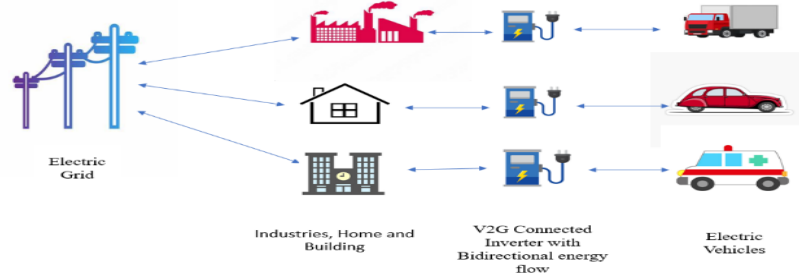 Electric
Grid
Industries, Home and
Building
V2G Connected
Inverter with
Bidirectional energy
flow
Electric
Vehicles